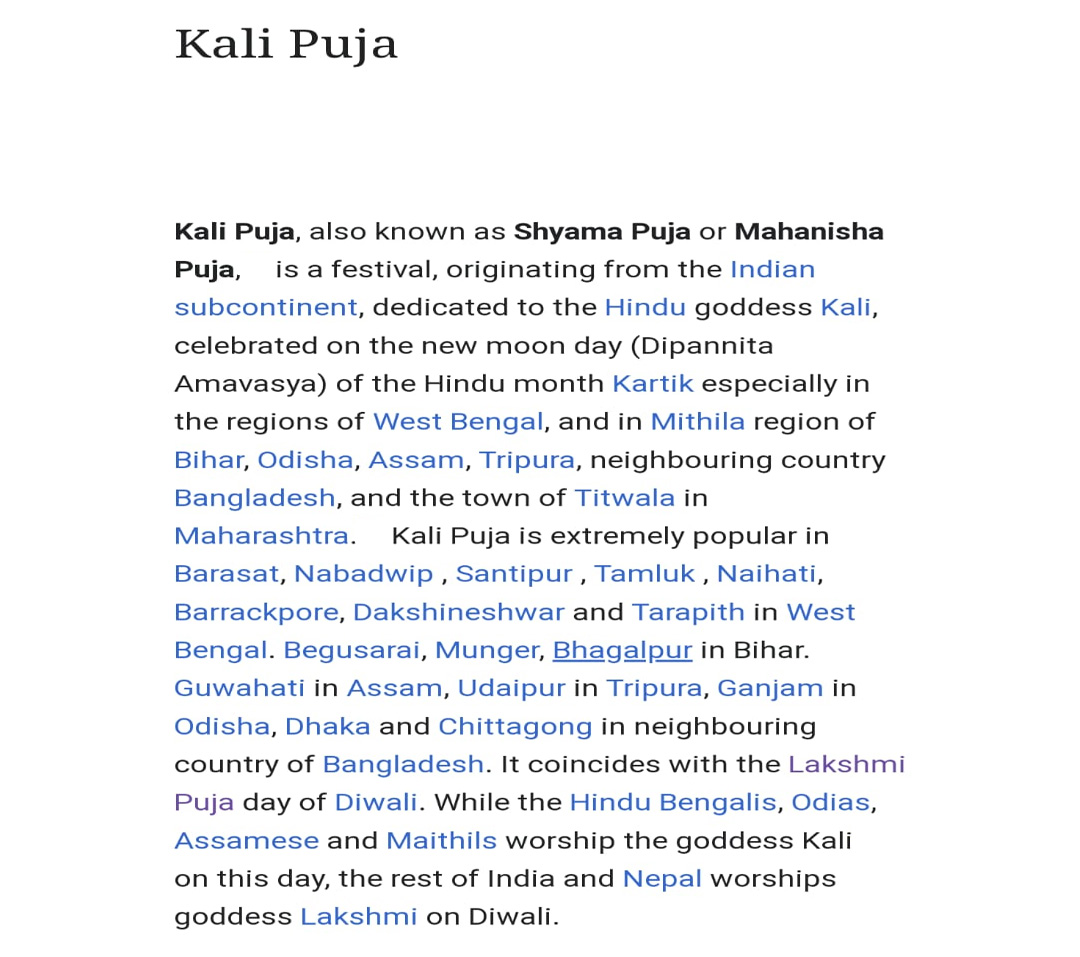 Kali Puja
Kali Puja, also known as Shyama Puja or Mahanisha
Puja, is a festival, originating from the Indian
subcontinent, dedicated to the Hindu goddess Kali,
celebrated on the new moon day (Dipannita
Amavasya) of the Hindu month Kartik especially in
the regions of West Bengal, and in Mithila region of
Bihar, Odisha, Assam, Tripura, neighbouring country
Bangladesh, and the town of Titwala in
Maharashtra. Kali Puja is extremely popular in
Barasat, Nabadwip , Santipur , Tamluk , Naihati,
Barrackpore, Dakshineshwar and Tarapith in West
Bengal. Begusarai, Munger, Bhagalpur in Bihar.
Guwahati in Assam, Udaipur in Tripura, Ganjam in
Odisha, Dhaka and Chittagong in neighbouring
country of Bangladesh. It coincides with the Lakshmi
Puja day of Diwali. While the Hindu Bengalis, Odias,
Assamese and Maithils worship the goddess Kali
on this day, the rest of India and Nepal worships
goddess Lakshmi on Diwali.